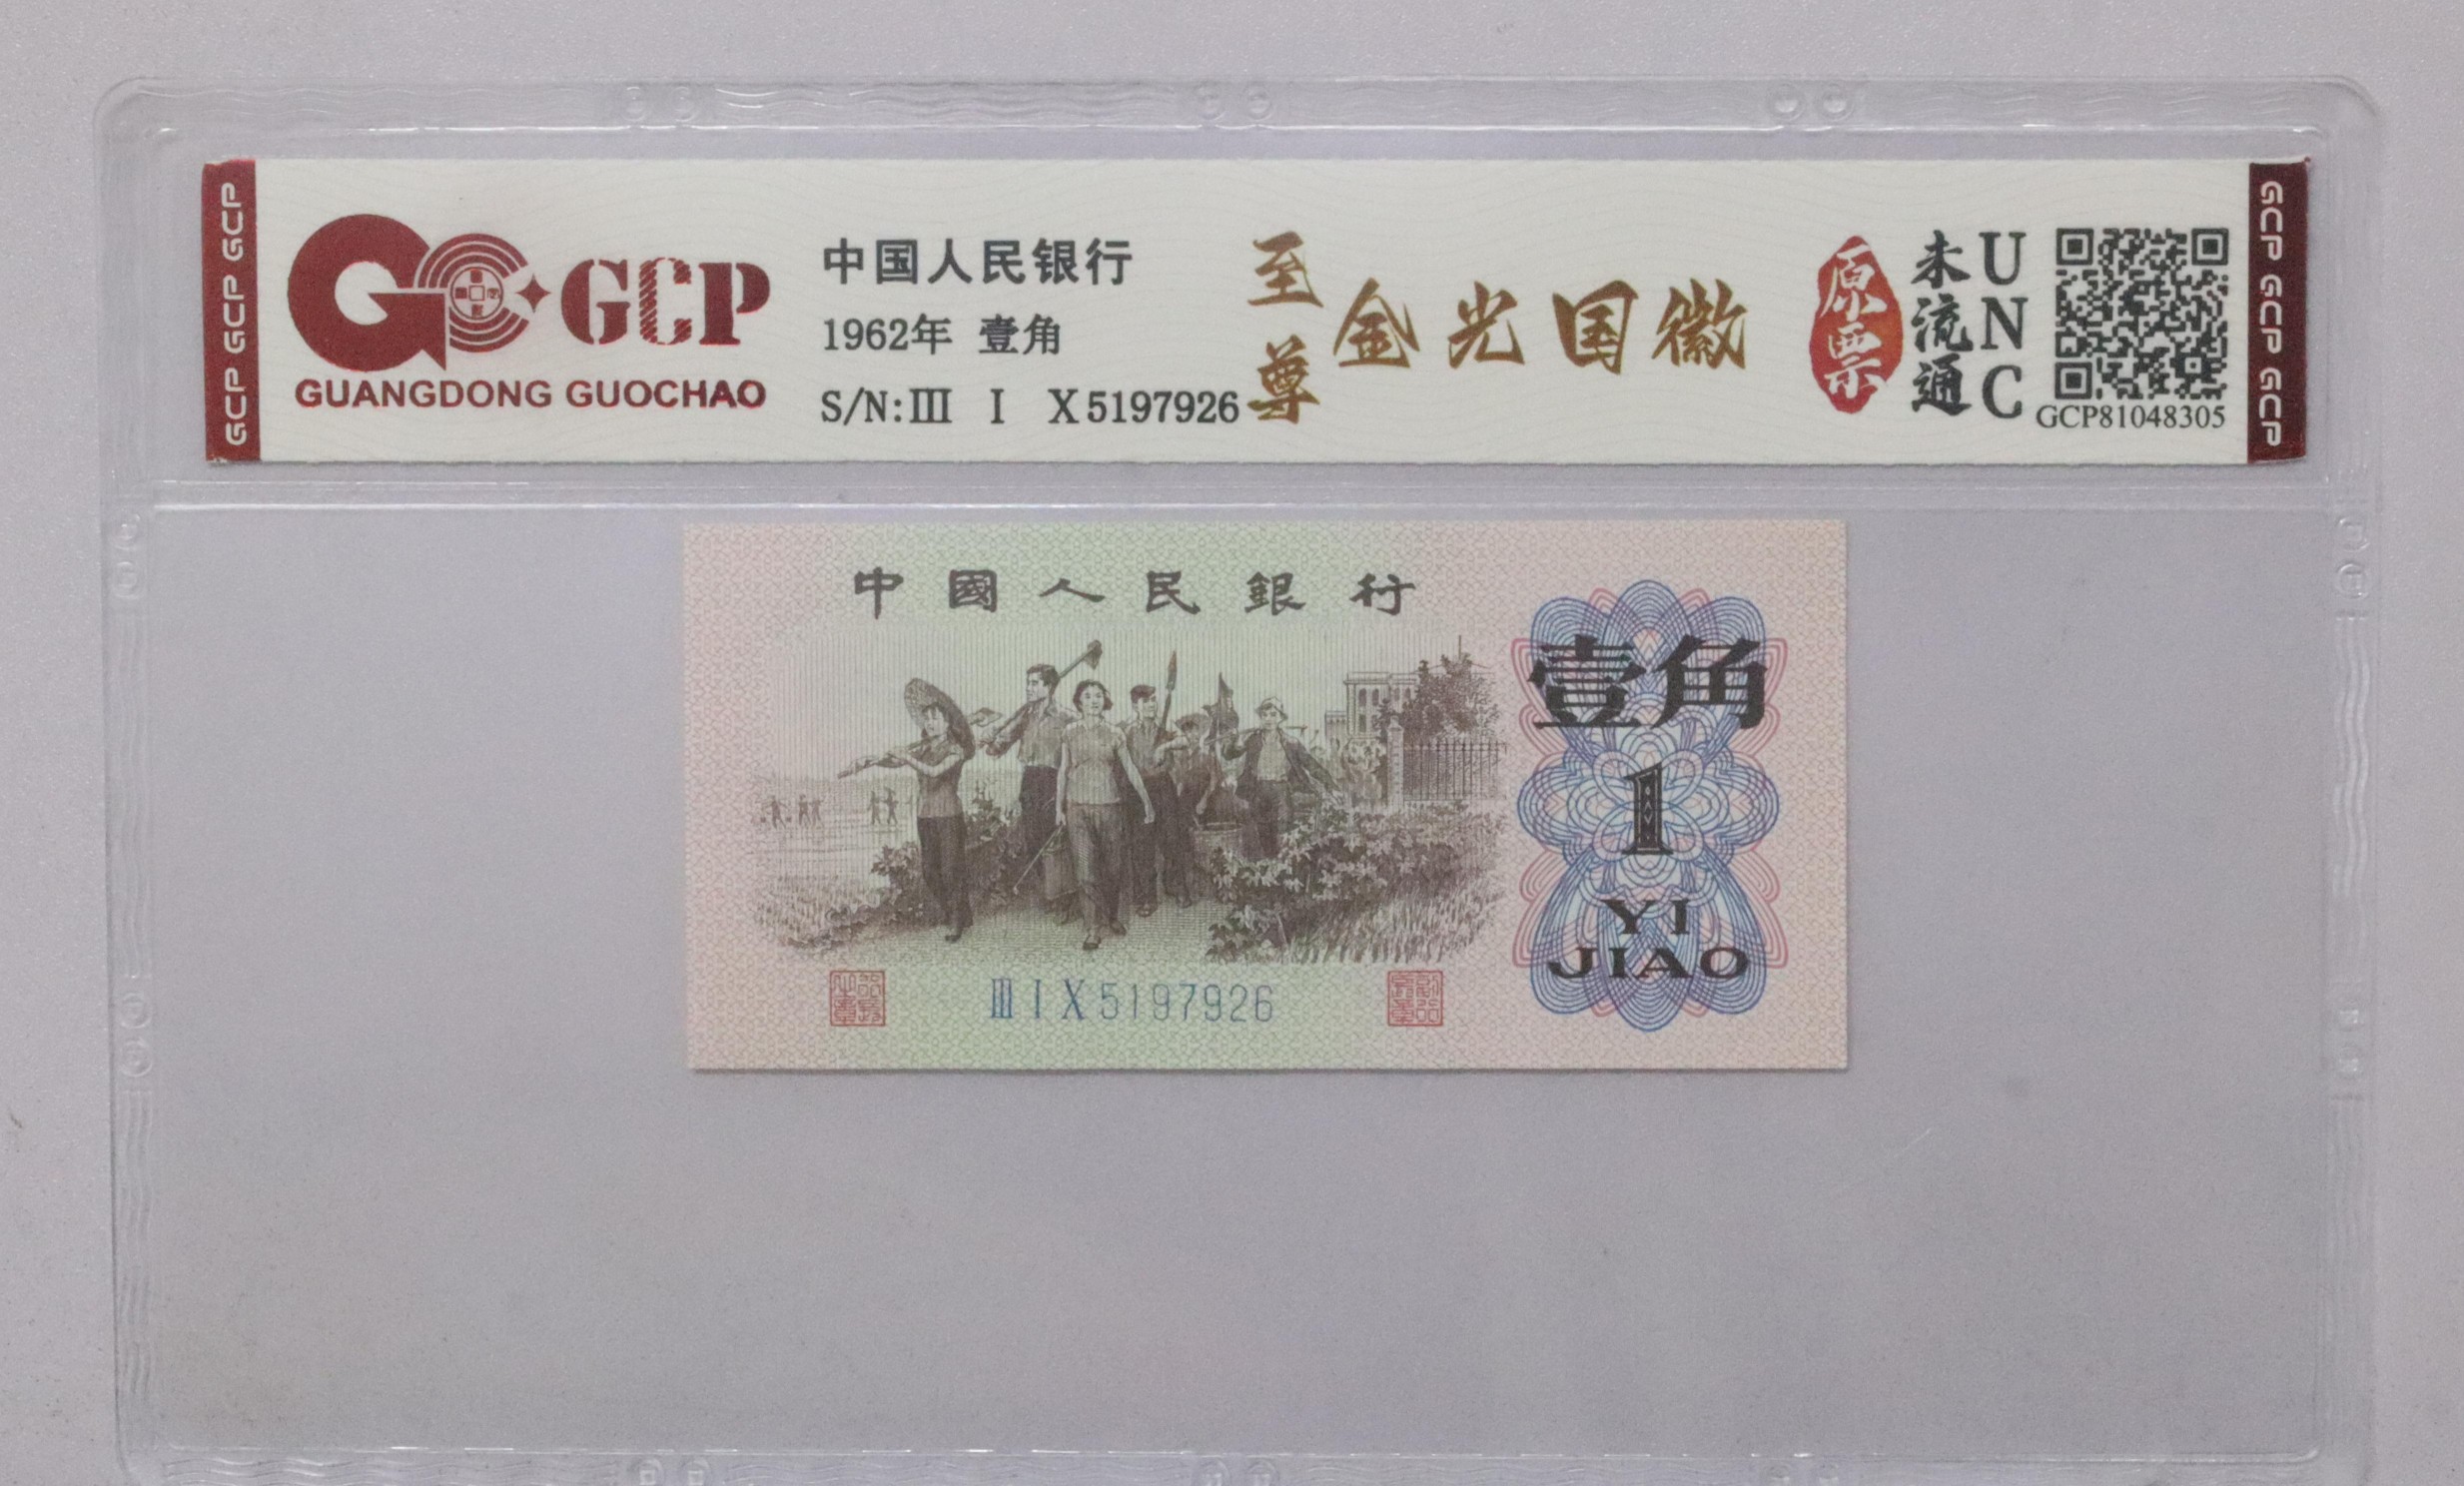 GCP GCP GCP
GCP
GUANGDONG GUOCHAO
中国人民银行
1962年 壹角
S/N:III I X5197926
至尊
金光国徽
原票
未流通
UNC
GCP81048305
GCP GCP GCP
中國人民銀行
壹角
1
YI
JIAO
III I X 5197926